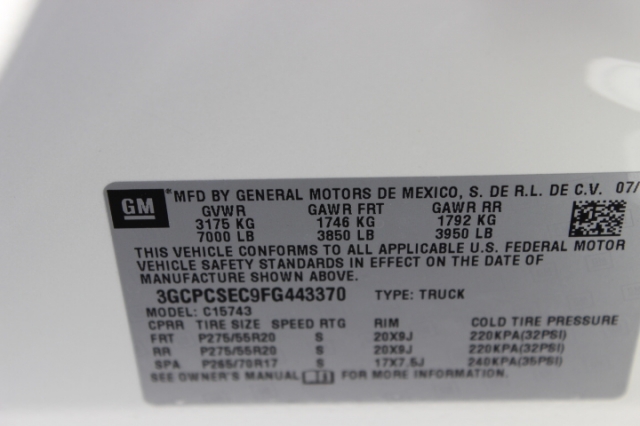 GM
*MFD BY GENERAL MOTORS DE MEXICO, S. DE R.L. DE C.V. 07/
GVWR GAWR FRT GAWR RR
3175 KG 1746 KG 1792 KG
7000 LB 3850 LB 3950 LB
THIS VEHICLE CONFORMS TO ALL APPLICABLE U.S. FEDERAL MOTOR
VEHICLE SAFETY STANDARDS IN EFFECT ON THE DATE OF
MANUFACTURE SHOWN ABOVE.
3GCPCSEC9FG443370 TYPE: TRUCK
MODEL: C15743
CPRR TIRE SIZE SPEED RTG RIM COLD TIRE PRESSURE
FRT P275/55R20 S 20X9J 220KPA(32PSI)
RR P275/55R20 S 20X9J 220KPA(32PSI)
SPA P265/70R17 S 17X7.5J 240KPA(35PSI)
SEE OWNER'S MANUAL FOR MORE INFORMATION.